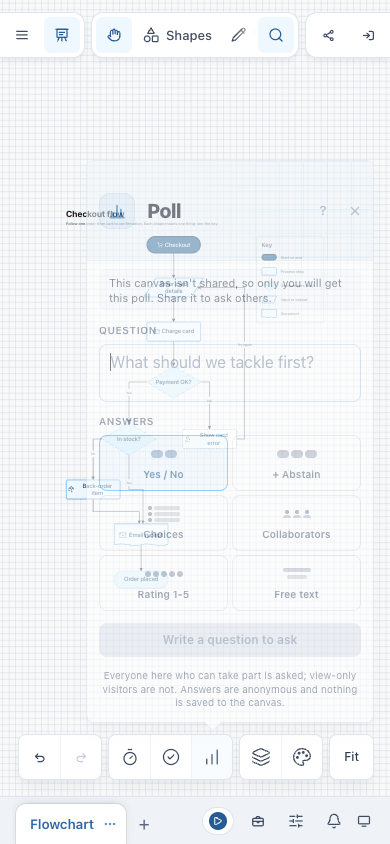 Shapes
Checkout flow
Poll
?
Checkout
Key
This canvas isn't shared, so only you will get
this poll. Share it to ask others.
details
QUESTION
Charge card
What should we tackle first?
Payment OK?
ANSWERS
In stock?
Show card
error
Yes / No
+ Abstain
Back-order
item
Choices
Collaborators
Order placed
Rating 1-5
Free text
Write a question to ask
Everyone here who can take part is asked; view-only
visitors are not. Answers are anonymous and nothing
is saved to the canvas.
Fit
Flowchart